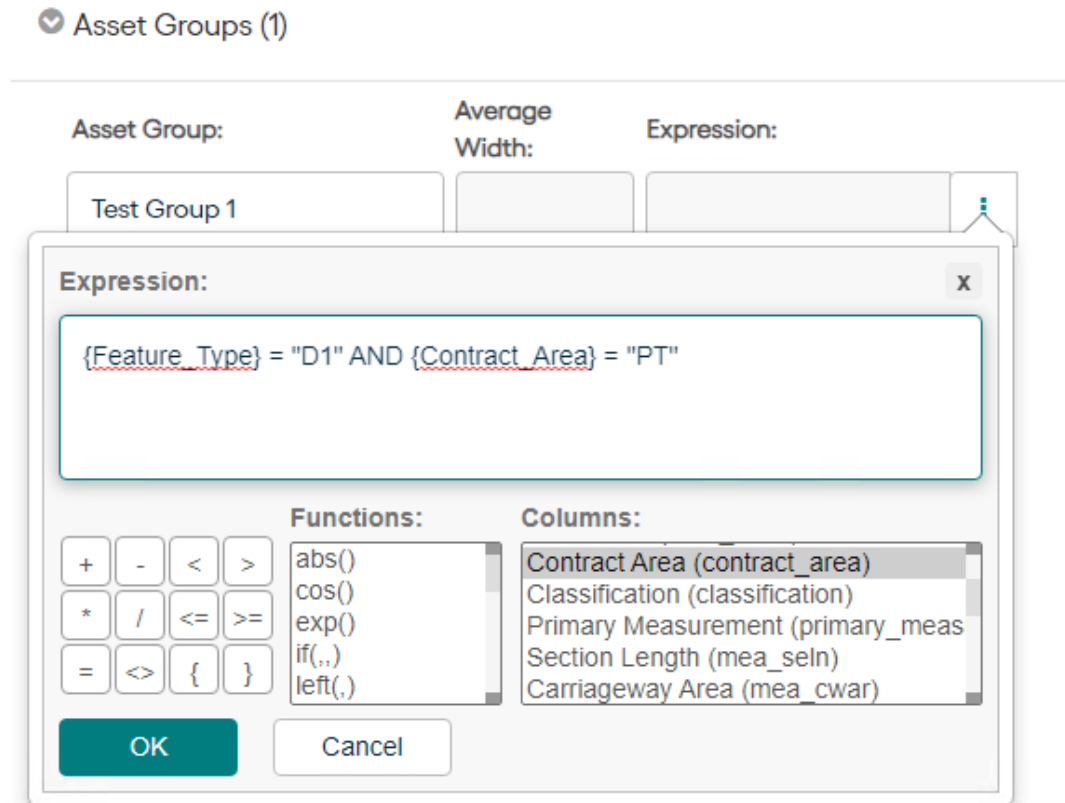 Asset Groups (1)
Asset Group:
Average
Width:
Expression:
Test Group 1
Expression:
x
{Feature_Type} = "D1" AND {Contract_Area} = "PT"
Functions:
Columns:
+ - < >
* / <= >=
= <> { }
abs()
cos()
exp()
if(,,)
left(,)
Contract Area (contract_area)
Classification (classification)
Primary Measurement (primary_meas
Section Length (mea_seln)
Carriageway Area (mea_cwar)
OK
Cancel